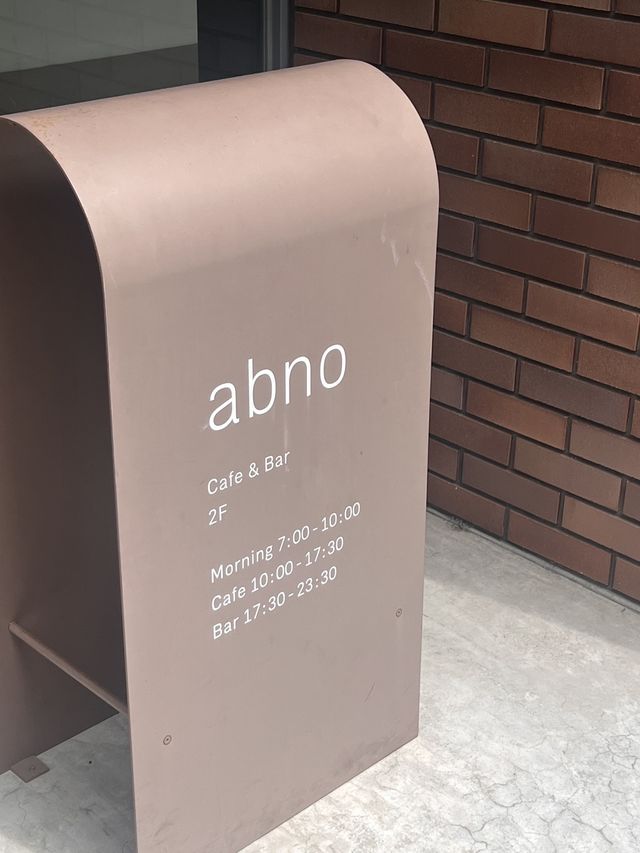 abno
Cafe & Bar
2F
Morning 7:00-10:00
Cafe 10:00-17:30
Bar 17:30-23:30